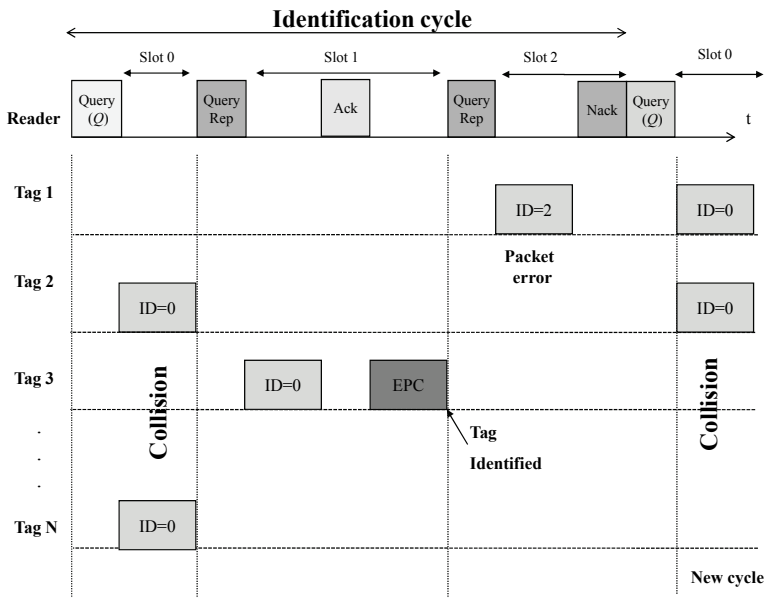 Identification cycle
Slot 0
Slot 1
Slot 2
Slot 0
Reader
Query
(Q)
Query
Rep
Ack
Query
Rep
Nack
Query
(Q)
t
Tag 1
ID=2
ID=0
Packet
error
Tag 2
ID=0
ID=0
Tag 3
ID=0
EPC
Collision
Collision
Tag
Identified
.
.
.
Tag N
ID=0
New cycle